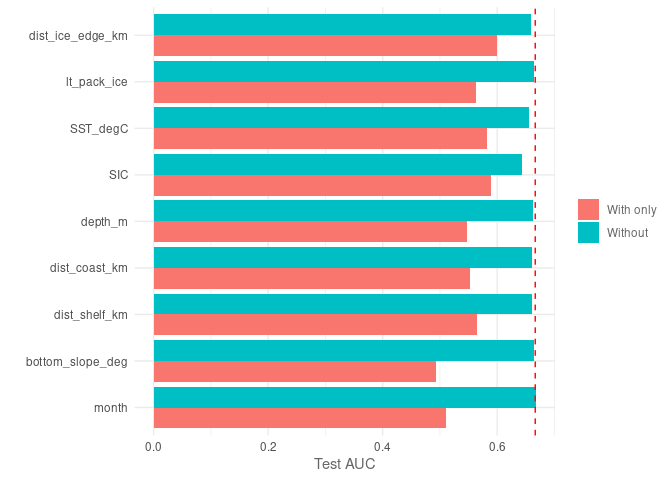 dist_ice_edge_km
lt_pack_ice
SST_degC
SIC
depth_m
dist_coast_km
dist_shelf_km
bottom_slope_deg
month
0.0 0.2 0.4 0.6
Test AUC
With only
Without